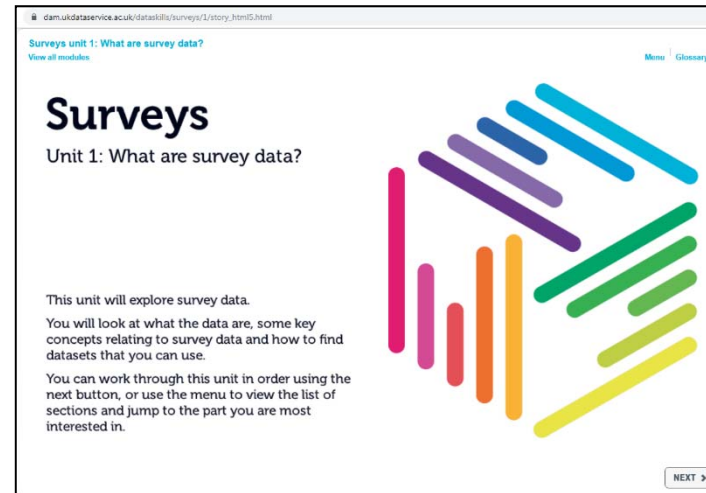 dam.ukdataservice.ac.uk/dataskills/surveys/1/story_html5.html
Surveys unit 1: What are survey data?
View all modules
Menu
Glossary
Surveys
Unit 1: What are survey data?
This unit will explore survey data.
You will look at what the data are, some key
concepts relating to survey data and how to find
datasets that you can use.
You can work through this unit in order using the
next button, or use the menu to view the list of
sections and jump to the part you are most
interested in.
NEXT